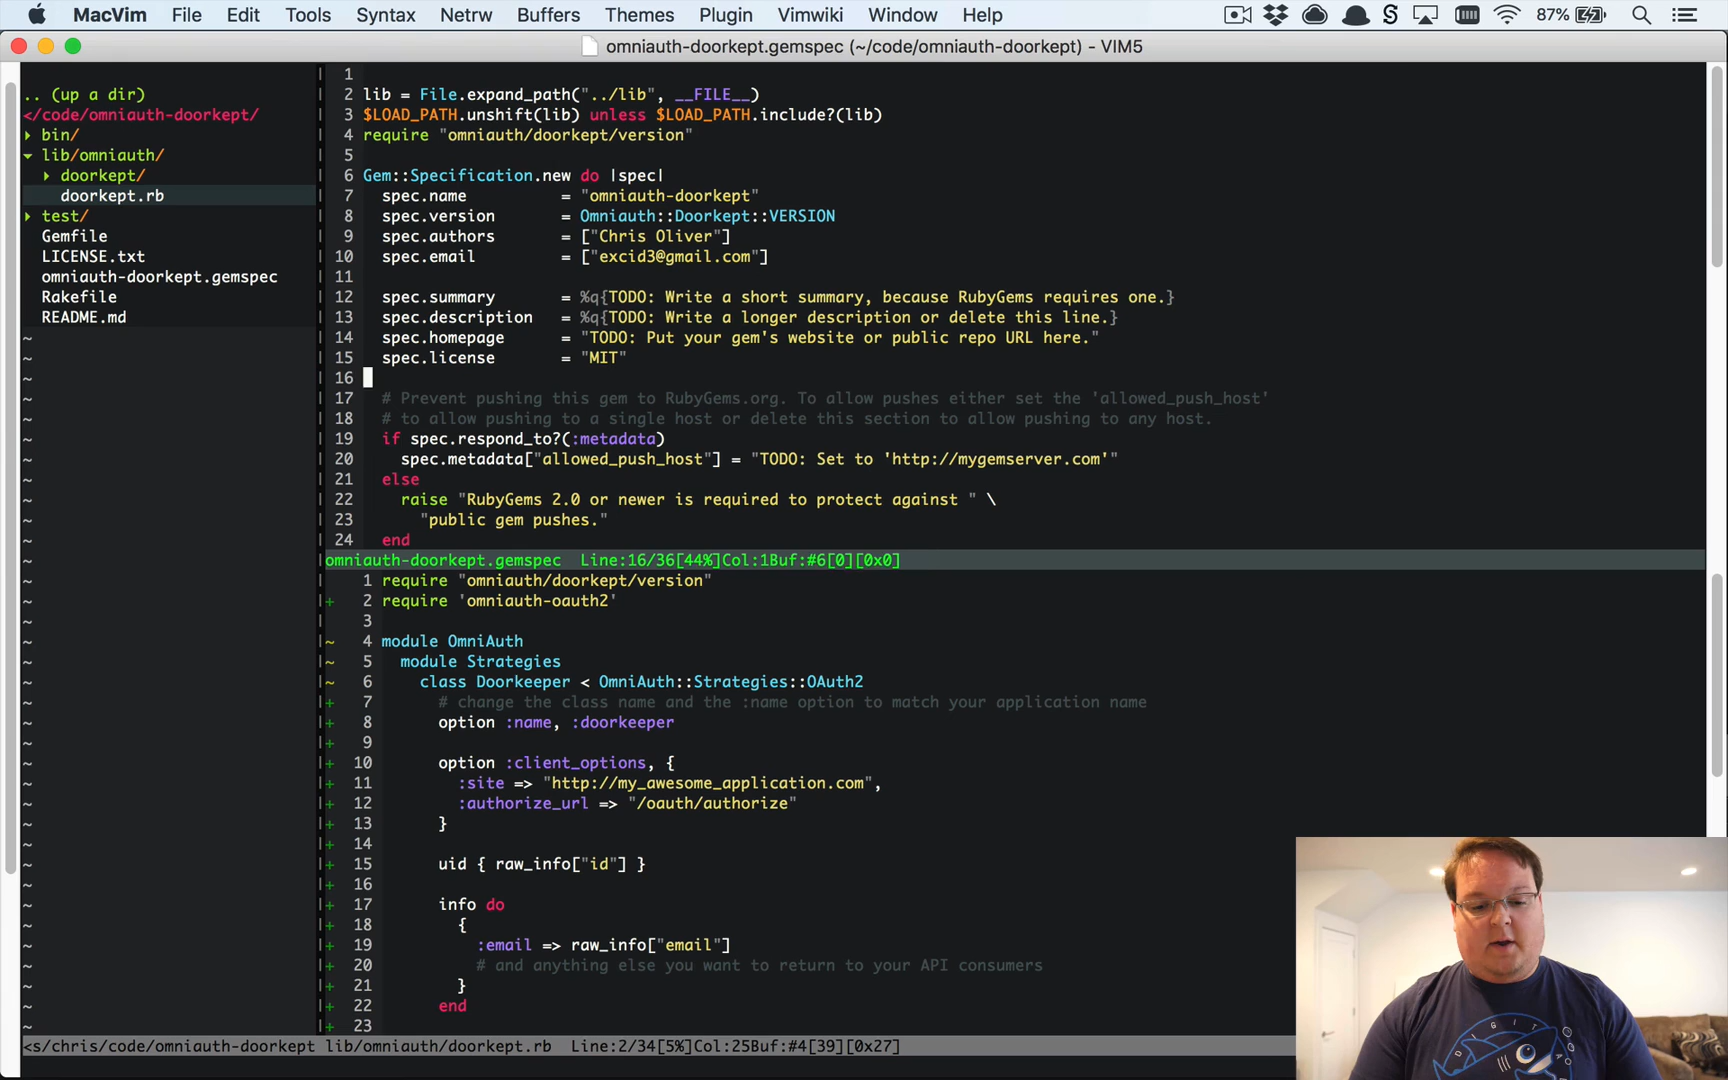 MacVim File Edit Tools Syntax Netrw Buffers Themes Plugin Vimwiki Window Help 87%
omniauth-doorkept.gemspec (~/code/omniauth-doorkept) - VIM5
.. (up a dir)
</code/omniauth-doorkept/
▸ bin/
▾ lib/omniauth/
▸ doorkept/
doorkept.rb
▸ test/
Gemfile
LICENSE.txt
omniauth-doorkept.gemspec
Rakefile
README.md
1
2 lib = File.expand_path("../lib", __FILE__)
3 $LOAD_PATH.unshift(lib) unless $LOAD_PATH.include?(lib)
4 require "omniauth/doorkept/version"
5
6 Gem::Specification.new do |spec|
7 spec.name = "omniauth-doorkept"
8 spec.version = Omniauth::Doorkept::VERSION
9 spec.authors = ["Chris Oliver"]
10 spec.email = ["excid3@gmail.com"]
11
12 spec.summary = %q{TODO: Write a short summary, because RubyGems requires one.}
13 spec.description = %q{TODO: Write a longer description or delete this line.}
14 spec.homepage = "TODO: Put your gem's website or public repo URL here."
15 spec.license = "MIT"
16
17 # Prevent pushing this gem to RubyGems.org. To allow pushes either set the 'allowed_push_host'
18 # to allow pushing to a single host or delete this section to allow pushing to any host.
19 if spec.respond_to?(:metadata)
20 spec.metadata["allowed_push_host"] = "TODO: Set to 'http://mygemserver.com'"
21 else
22 raise "RubyGems 2.0 or newer is required to protect against " \
23 "public gem pushes."
24 end
omniauth-doorkept.gemspec Line:16/36[44%]Col:1Buf:#6[0][0x0]
1 require "omniauth/doorkept/version"
+ 2 require 'omniauth-oauth2'
3
~ 4 module OmniAuth
~ 5 module Strategies
~ 6 class Doorkeeper < OmniAuth::Strategies::OAuth2
+ 7 # change the class name and the :name option to match your application name
+ 8 option :name, :doorkeeper
+ 9
+ 10 option :client_options, {
+ 11 :site => "http://my_awesome_application.com",
+ 12 :authorize_url => "/oauth/authorize"
+ 13 }
+ 14
+ 15 uid { raw_info["id"] }
+ 16
+ 17 info do
+ 18 {
+ 19 :email => raw_info["email"]
+ 20 # and anything else you want to return to your API consumers
+ 21 }
+ 22 end
+ 23
<s/chris/code/omniauth-doorkept lib/omniauth/doorkept.rb Line:2/34[5%]Col:25Buf:#4[39][0x27]